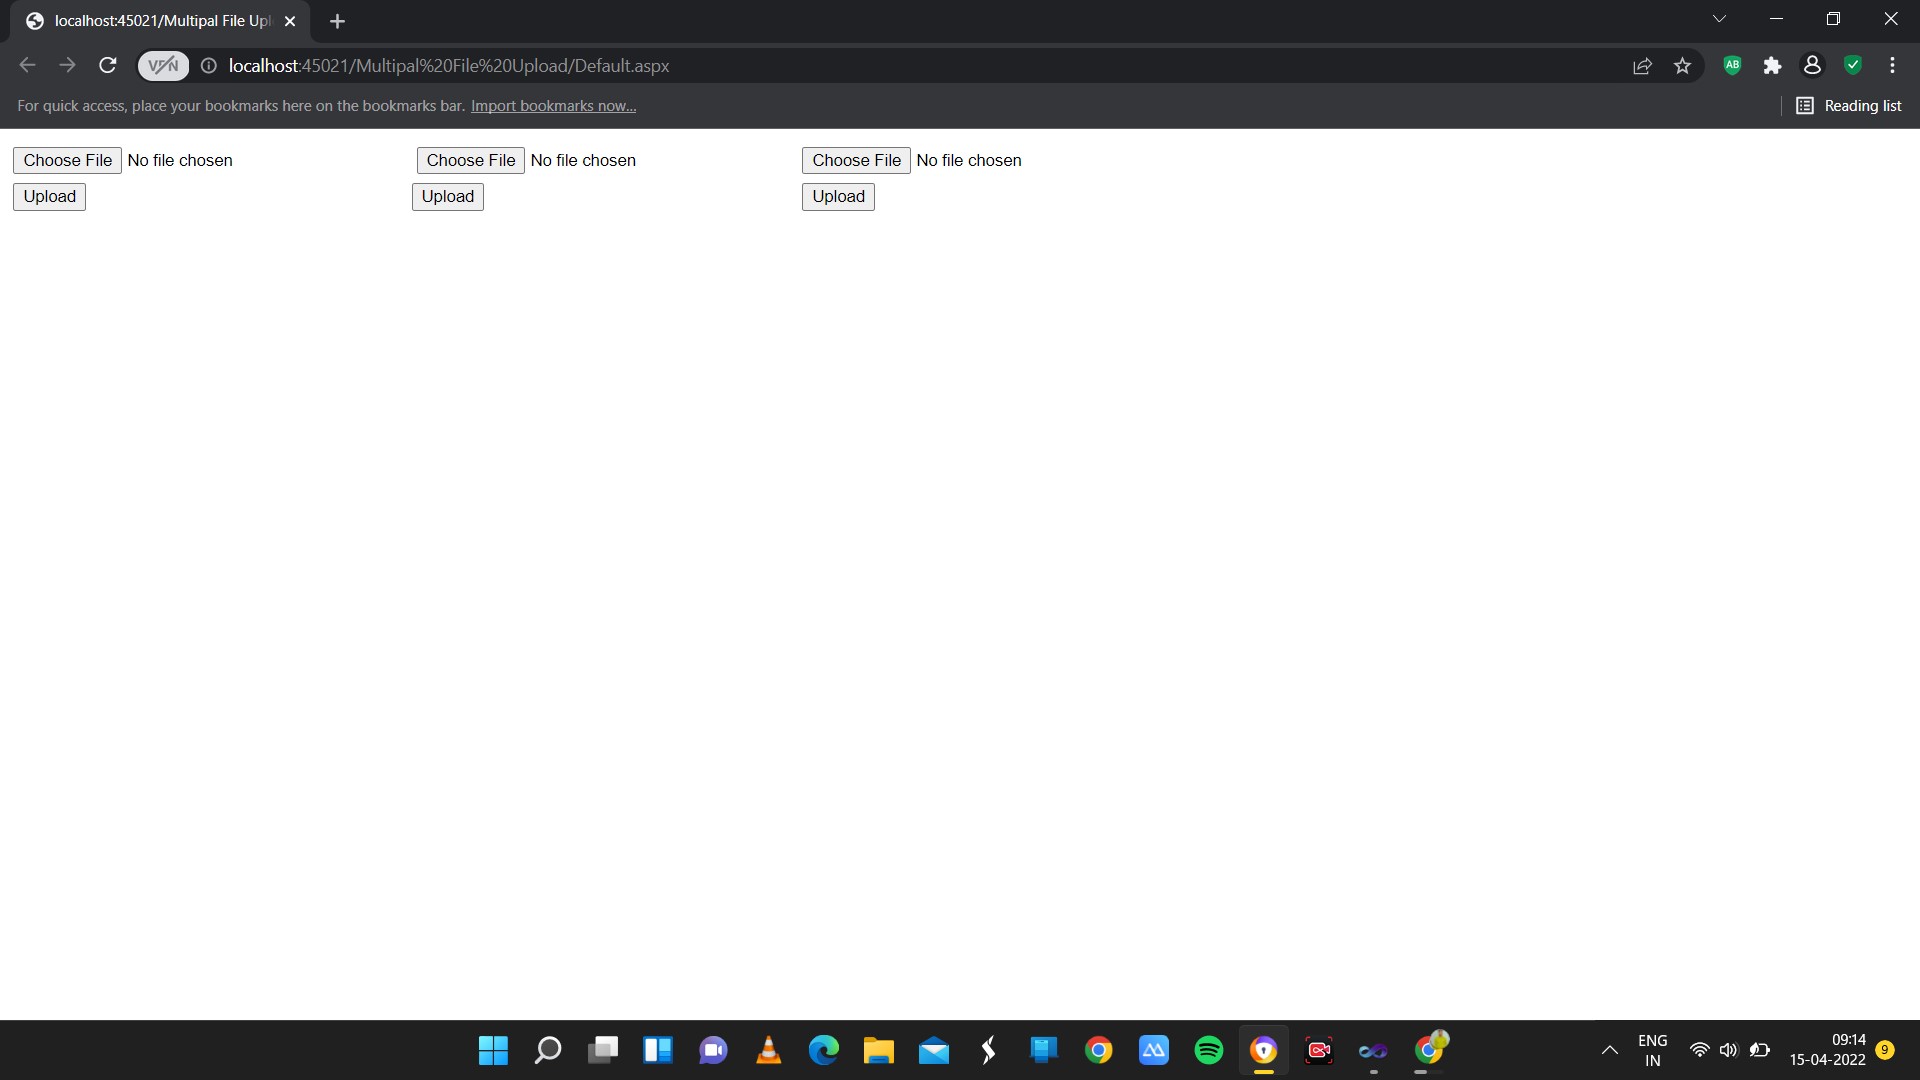 localhost:45021/Multipal File Upl
VPN localhost:45021/Multipal%20File%20Upload/Default.aspx AB
For quick access, place your bookmarks here on the bookmarks bar. Import bookmarks now... Reading list
Choose File No file chosen Choose File No file chosen Choose File No file chosen
Upload Upload Upload
ENG 09:14
IN 15-04-2022 9